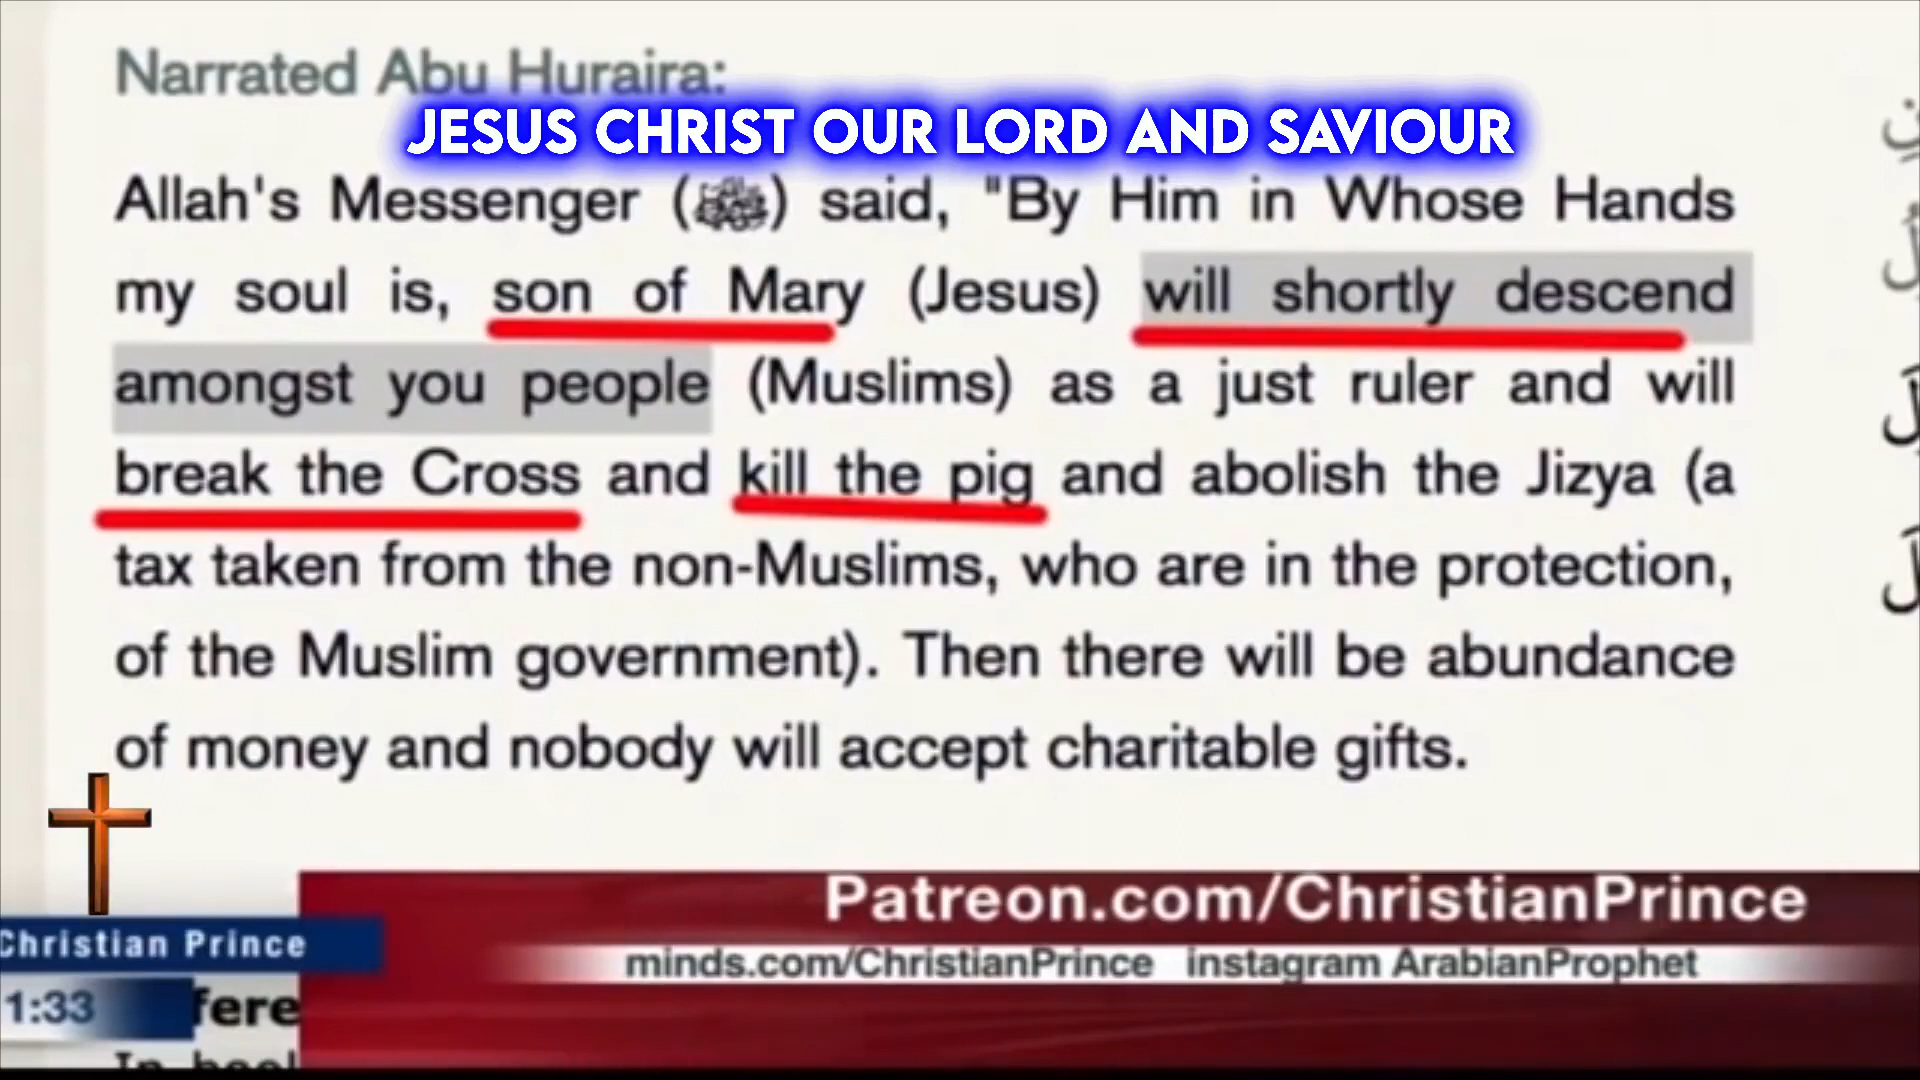 Narrated Abu Huraira:
JESUS CHRIST OUR LORD AND SAVIOUR
Allah's Messenger (ﷺ) said, "By Him in Whose Hands
my soul is, son of Mary (Jesus) will shortly descend
amongst you people (Muslims) as a just ruler and will
break the Cross and kill the pig and abolish the Jizya (a
tax taken from the non-Muslims, who are in the protection,
of the Muslim government). Then there will be abundance
of money and nobody will accept charitable gifts.
Patreon.com/ChristianPrince
Christian Prince
minds.com/ChristianPrince instagram ArabianProphet
1:33
fere